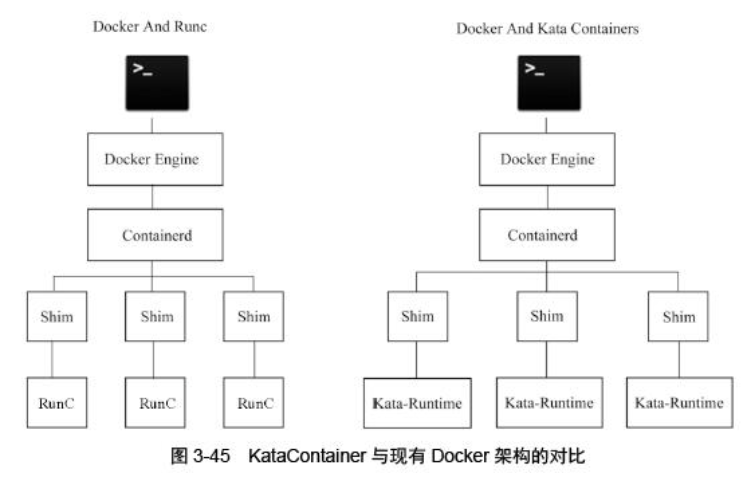 Docker And Runc
Docker And Kata Containers
>_
>_
Docker Engine
Docker Engine
Containerd
Containerd
Shim
Shim
Shim
Shim
Shim
Shim
RunC
RunC
RunC
Kata-Runtime
Kata-Runtime
Kata-Runtime
图 3-45 KataContainer 与现有 Docker 架构的对比